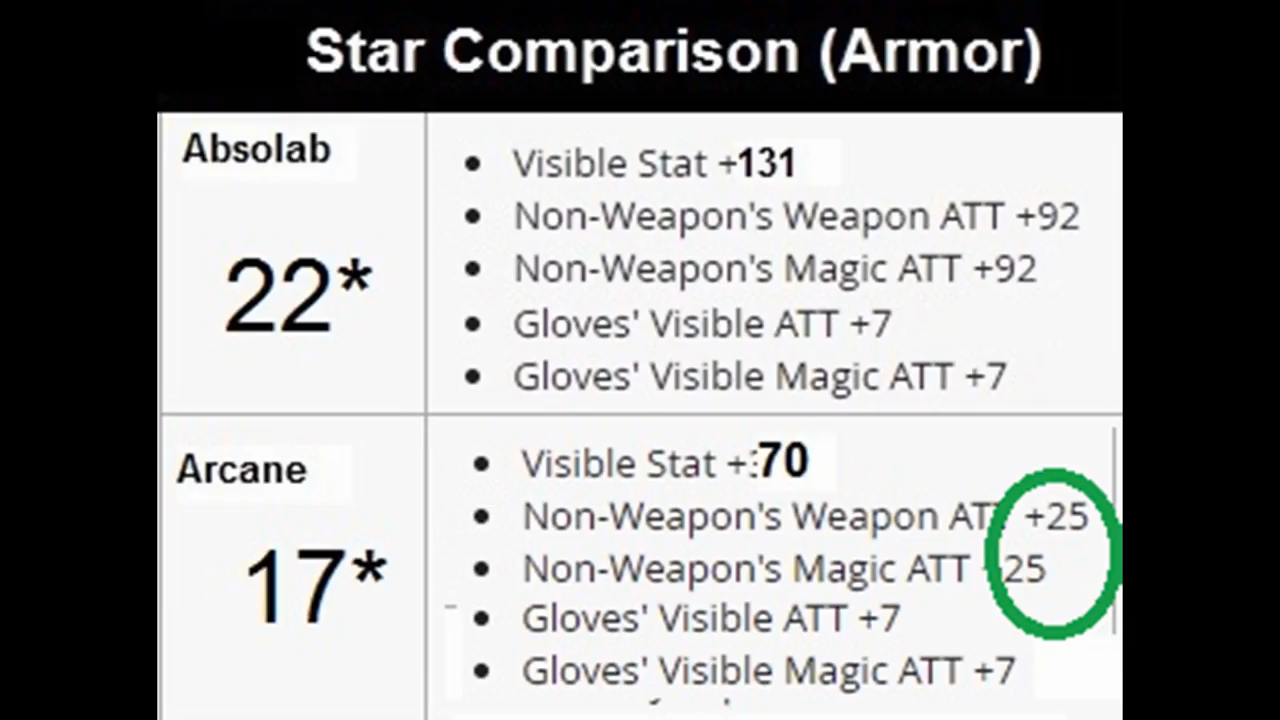 Star Comparison (Armor)
Absolab
22*
• Visible Stat +131
• Non-Weapon's Weapon ATT +92
• Non-Weapon's Magic ATT +92
• Gloves' Visible ATT +7
• Gloves' Visible Magic ATT +7
Arcane
17*
• Visible Stat +70
• Non-Weapon's Weapon ATT +25
• Non-Weapon's Magic ATT +25
• Gloves' Visible ATT +7
• Gloves' Visible Magic ATT +7